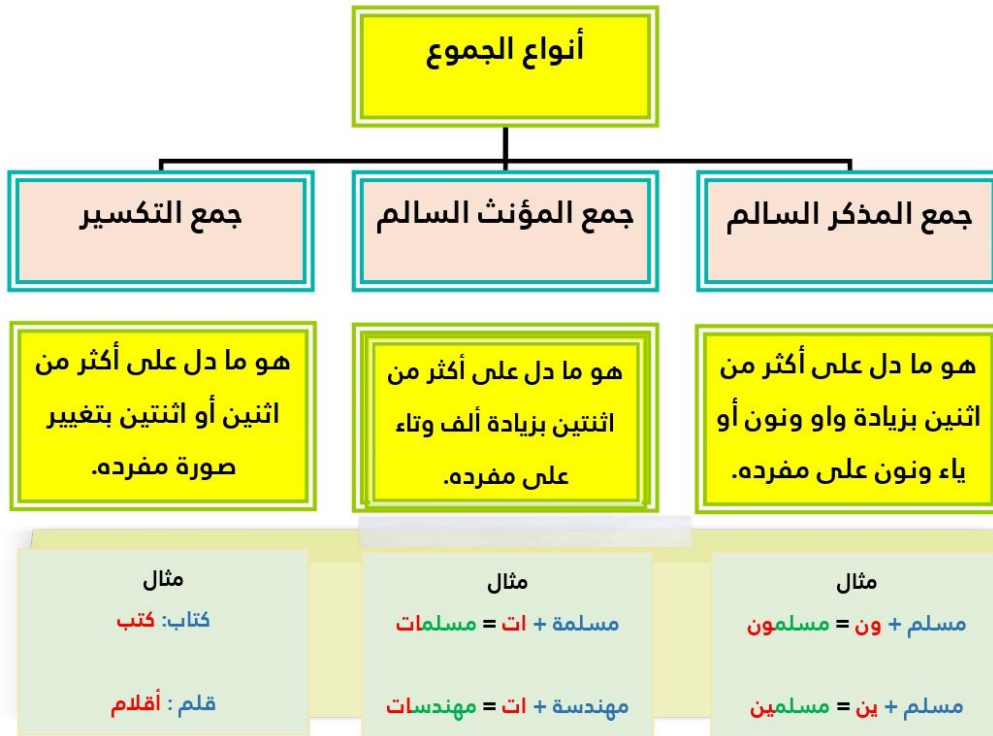 أنواع الجموع
جمع المذكر السالم
جمع المؤنث السالم
جمع التكسير
هو ما دل على أكثر من
اثنين بزيادة واو ونون أو
ياء ونون على مفرده.
هو ما دل على أكثر من
اثنتين بزيادة ألف وتاء
على مفرده.
هو ما دل على أكثر من
اثنين أو اثنتين بتغيير
صورة مفرده.
مثال
مسلم + ون = مسلمون
مسلم + ين = مسلمين
مثال
مسلمة + ات = مسلمات
مهندسة + ات = مهندسات
مثال
كتاب: كتب
قلم : أقلام